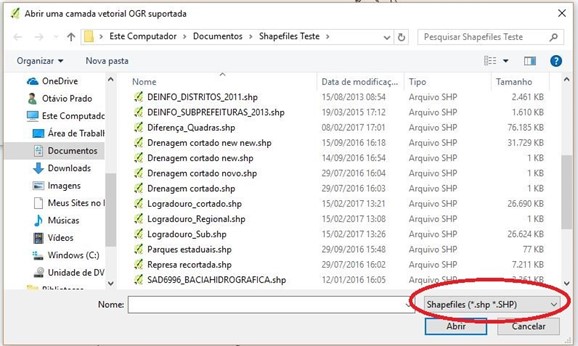 Abrir uma camada vetorial OGR suportada
Este Computador > Documentos > Shapefiles Teste
Pesquisar Shapefiles Teste
Organizar
Nova pasta
OneDrive
Otávio Prado
Este Computador
Área de Trabalh
Documentos
Downloads
Imagens
Meus Sites no
Músicas
Vídeos
Windows (C:)
Unidade de DV
Nome Data de modificaç... Tipo Tamanho
DEINFO_DISTRITOS_2011.shp 15/08/2013 08:54 Arquivo SHP 2.461 KB
DEINFO_SUBPREFEITURAS_2013.shp 19/03/2015 17:12 Arquivo SHP 1.610 KB
Diferença_Quadras.shp 08/02/2017 17:01 Arquivo SHP 76.185 KB
Drenagem cortado new new.shp 15/09/2016 16:18 Arquivo SHP 31.729 KB
Drenagem cortado new.shp 14/09/2016 16:54 Arquivo SHP 1 KB
Drenagem cortado novo.shp 29/07/2016 16:04 Arquivo SHP 1 KB
Drenagem cortado.shp 29/07/2016 16:03 Arquivo SHP 1 KB
Logradouro_cortado.shp 15/02/2017 13:21 Arquivo SHP 26.690 KB
Logradouro_Regional.shp 15/02/2017 13:08 Arquivo SHP 1 KB
Logradouro_Sub.shp 15/02/2017 13:20 Arquivo SHP 26.624 KB
Parques estaduais.shp 29/09/2016 15:48 Arquivo SHP 77 KB
Represa recortada.shp 29/07/2016 16:02 Arquivo SHP 7.211 KB
SAD6996_BACIAHIDROGRAFICA.shp 12/01/2016 16:05 Arquivo SHP KB
Nome:
Shapefiles (*.shp *.SHP)
Abrir
Cancelar